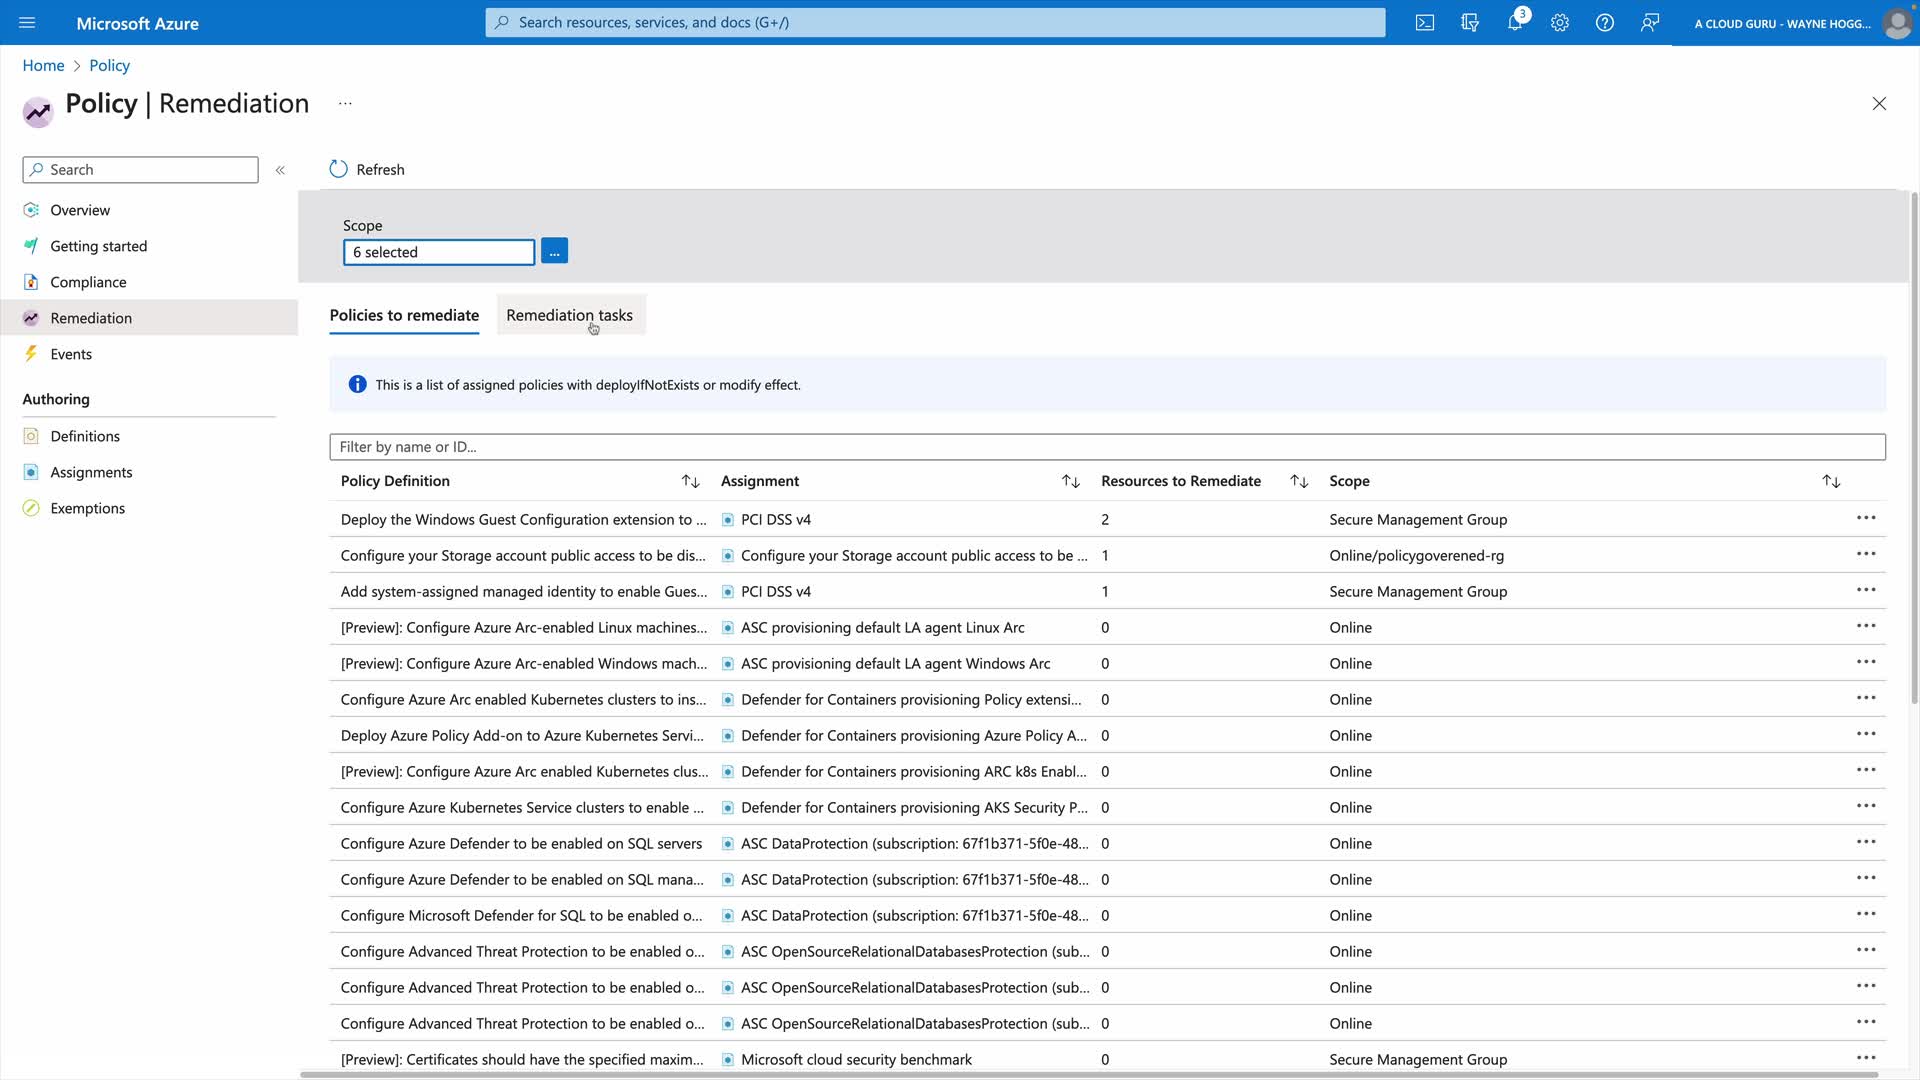 Microsoft Azure
Search resources, services, and docs (G+/)
3
A CLOUD GURU - WAYNE HOGG...
Home > Policy
Policy | Remediation ...
Search
«
Refresh
Overview
Getting started
Compliance
Remediation
Events
Authoring
Definitions
Assignments
Exemptions
Scope
6 selected
...
Policies to remediate
Remediation tasks
This is a list of assigned policies with deployIfNotExists or modify effect.
Filter by name or ID...
Policy Definition Assignment Resources to Remediate Scope
Deploy the Windows Guest Configuration extension to ... PCI DSS v4 2 Secure Management Group ...
Configure your Storage account public access to be dis... Configure your Storage account public access to be ... 1 Online/policygoverened-rg ...
Add system-assigned managed identity to enable Gues... PCI DSS v4 1 Secure Management Group ...
[Preview]: Configure Azure Arc-enabled Linux machines... ASC provisioning default LA agent Linux Arc 0 Online ...
[Preview]: Configure Azure Arc-enabled Windows mach... ASC provisioning default LA agent Windows Arc 0 Online ...
Configure Azure Arc enabled Kubernetes clusters to ins... Defender for Containers provisioning Policy extensi... 0 Online ...
Deploy Azure Policy Add-on to Azure Kubernetes Servi... Defender for Containers provisioning Azure Policy A... 0 Online ...
[Preview]: Configure Azure Arc enabled Kubernetes clus... Defender for Containers provisioning ARC k8s Enabl... 0 Online ...
Configure Azure Kubernetes Service clusters to enable ... Defender for Containers provisioning AKS Security P... 0 Online ...
Configure Azure Defender to be enabled on SQL servers ASC DataProtection (subscription: 67f1b371-5f0e-48... 0 Online ...
Configure Azure Defender to be enabled on SQL mana... ASC DataProtection (subscription: 67f1b371-5f0e-48... 0 Online ...
Configure Microsoft Defender for SQL to be enabled o... ASC DataProtection (subscription: 67f1b371-5f0e-48... 0 Online ...
Configure Advanced Threat Protection to be enabled o... ASC OpenSourceRelationalDatabasesProtection (sub... 0 Online ...
Configure Advanced Threat Protection to be enabled o... ASC OpenSourceRelationalDatabasesProtection (sub... 0 Online ...
Configure Advanced Threat Protection to be enabled o... ASC OpenSourceRelationalDatabasesProtection (sub... 0 Online ...
[Preview]: Certificates should have the specified maxim... Microsoft cloud security benchmark 0 Secure Management Group ...